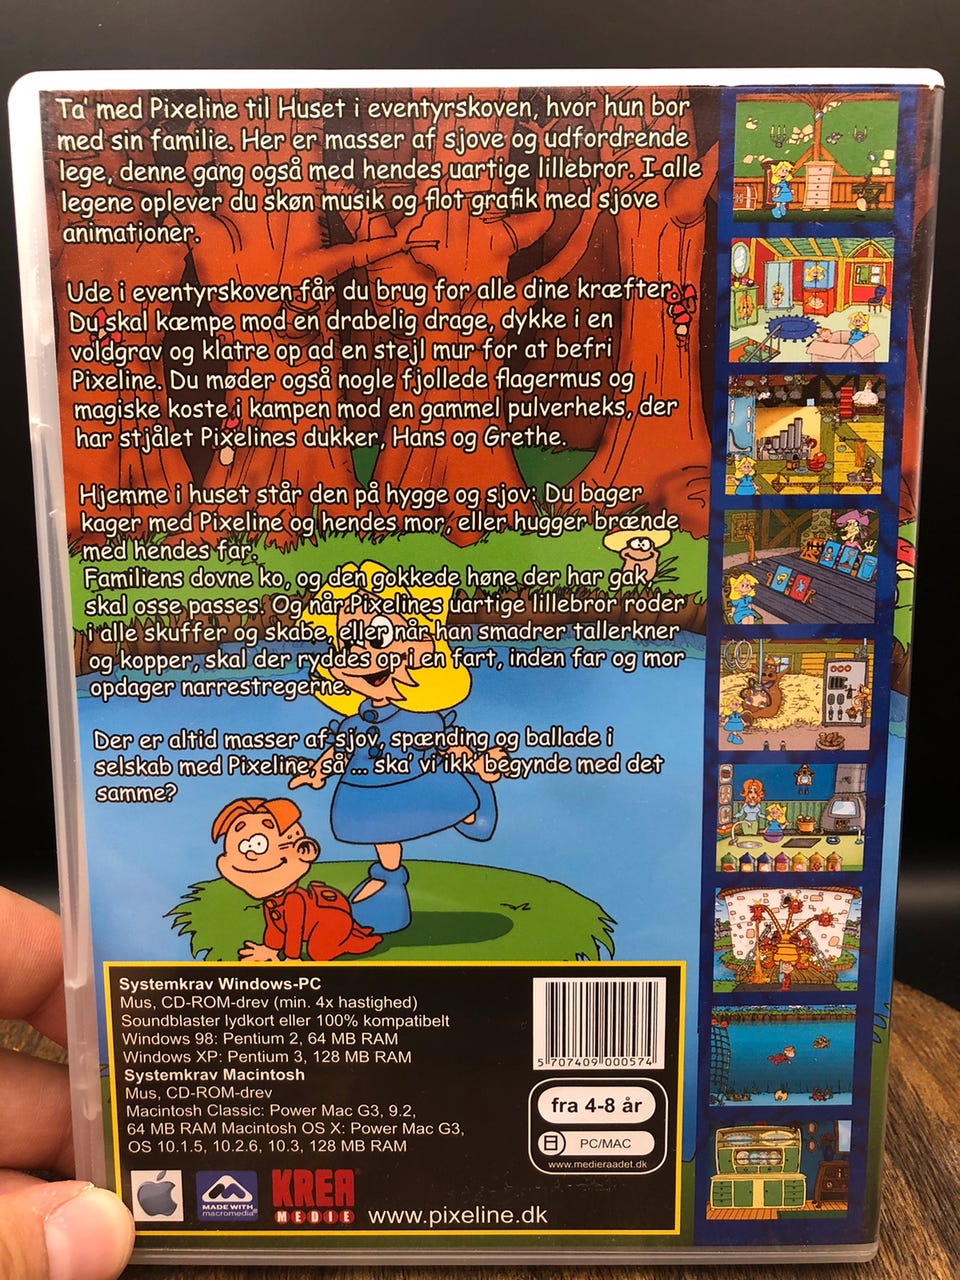 Ta' med Pixeline til Huset i eventyrskoven, hvor hun bor
med sin familie. Her er masser af sjove og udfordrende
lege, denne gang også med hendes uartige lillebror. I alle
legene oplever du skøn musik og flot grafik med sjove
animationer.
Ude i eventyrskoven får du brug for alle dine kræfter.
Du skal kæmpe mod en drabelig drage, dykke i en
voldgrav og klatre op ad en stejl mur for at befri
Pixeline. Du møder også nogle fjollede flagermus og
magiske koste i kampen mod en gammel pulverheks, der
har stjålet Pixelines dukker, Hans og Grethe.
Hjemme i huset står den på hygge og sjov: Du bager
kager med Pixeline og hendes mor, eller hugger brænde
med hendes far.
Familiens dovne ko, og den gokkede høne der har gak,
skal osse passes. Og når Pixelines uartige lillebror roder
i alle skuffer og skabe, eller når han smadrer tallerkner
og kopper, skal der ryddes op i en fart, inden far og mor
opdager narrestregerne.
Der er altid masser af sjov, spænding og ballade i
selskab med Pixeline, så ... ska' vi ikk' begynde med det
samme?
Systemkrav Windows-PC
Mus, CD-ROM-drev (min. 4x hastighed)
Soundblaster lydkort eller 100% kompatibelt
Windows 98: Pentium 2, 64 MB RAM
Windows XP: Pentium 3, 128 MB RAM
Systemkrav Macintosh
Mus, CD-ROM-drev
Macintosh Classic: Power Mac G3, 9.2,
64 MB RAM Macintosh OS X: Power Mac G3,
OS 10.1.5, 10.2.6, 10.3, 128 MB RAM
5 707409 000574
fra 4-8 år
PC/MAC
www.medieraadet.dk
MADE WITH
macromedia
KREA
MEDIE
www.pixeline.dk